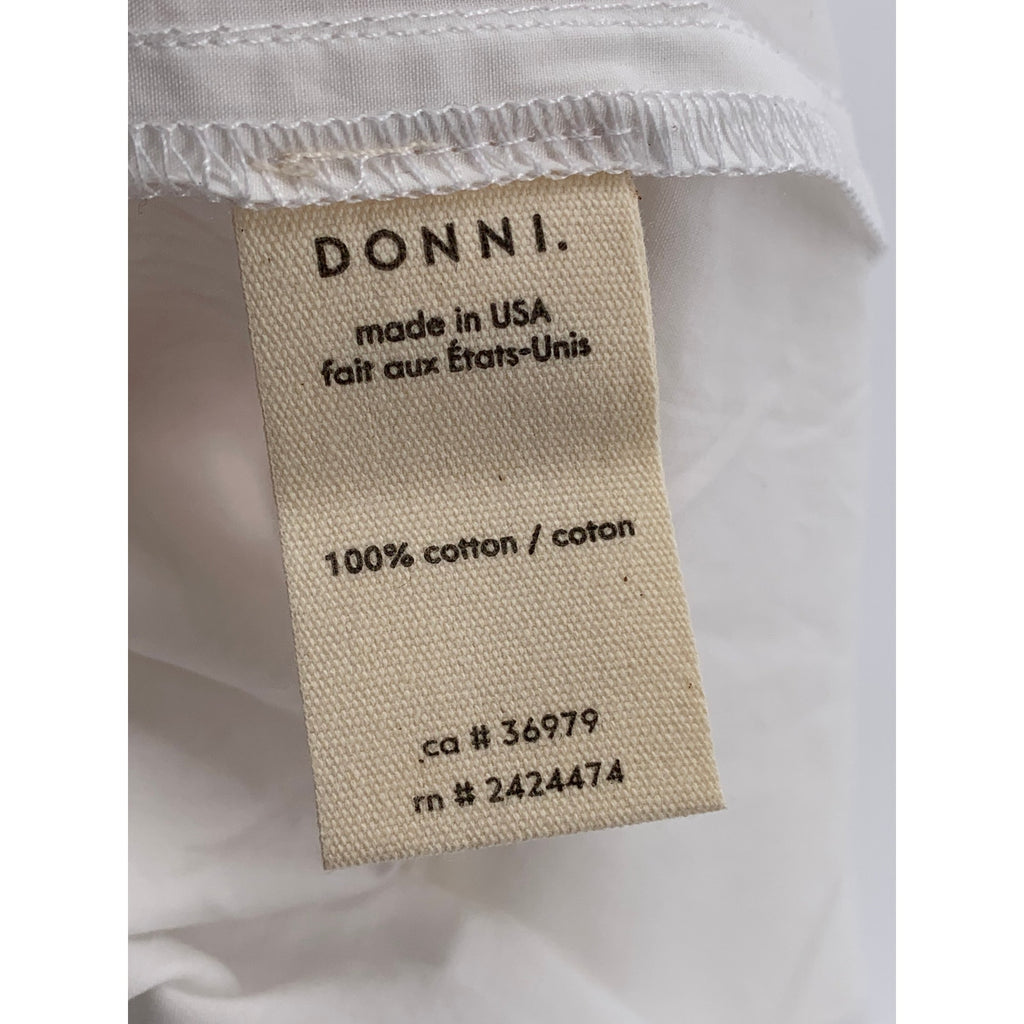 DONNI.
made in USA
fait aux États-Unis
100% cotton / coton
ca # 36979
rn # 2424474